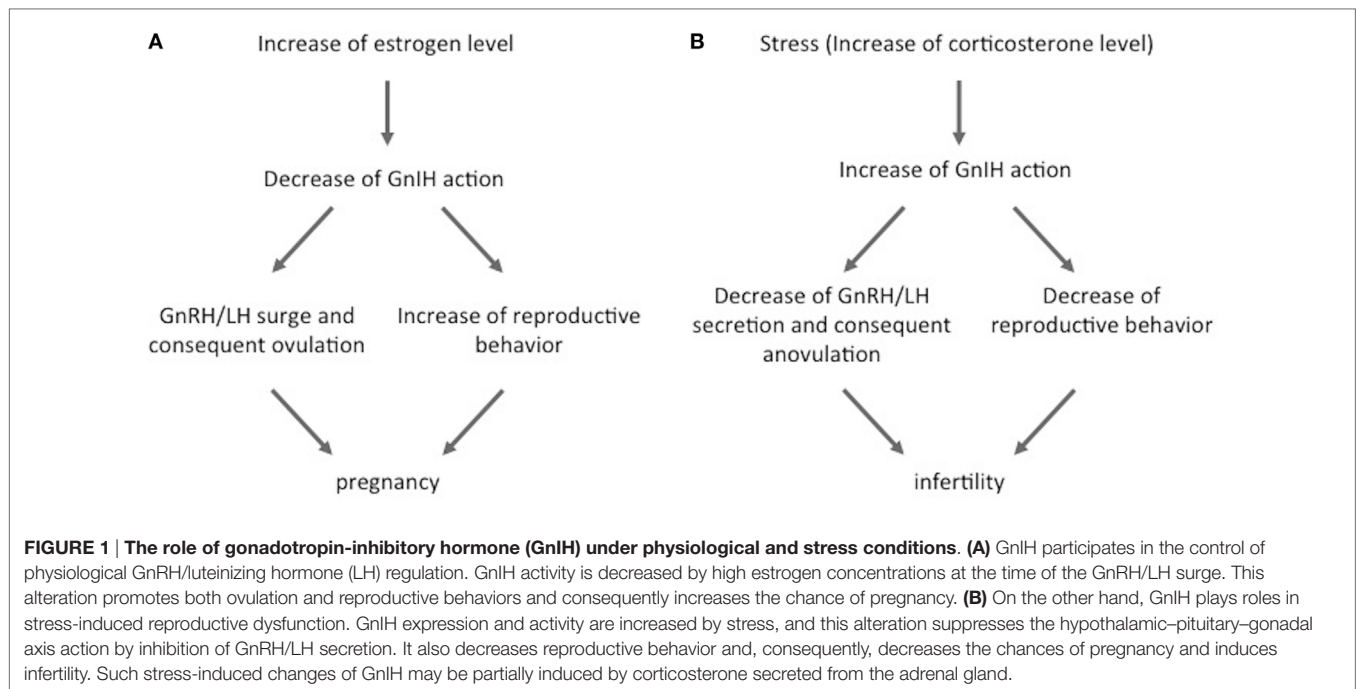 A
Increase of estrogen level
Decrease of GnIH action
GnRH/LH surge and
consequent ovulation
Increase of reproductive
behavior
pregnancy
B
Stress (Increase of corticosterone level)
Increase of GnIH action
Decrease of GnRH/LH
secretion and consequent
anovulation
Decrease of
reproductive behavior
infertility
FIGURE 1 | The role of gonadotropin-inhibitory hormone (GnIH) under physiological and stress conditions. (A) GnIH participates in the control of
physiological GnRH/luteinizing hormone (LH) regulation. GnIH activity is decreased by high estrogen concentrations at the time of the GnRH/LH surge. This
alteration promotes both ovulation and reproductive behaviors and consequently increases the chance of pregnancy. (B) On the other hand, GnIH plays roles in
stress-induced reproductive dysfunction. GnIH expression and activity are increased by stress, and this alteration suppresses the hypothalamic–pituitary–gonadal
axis action by inhibition of GnRH/LH secretion. It also decreases reproductive behavior and, consequently, decreases the chances of pregnancy and induces
infertility. Such stress-induced changes of GnIH may be partially induced by corticosterone secreted from the adrenal gland.